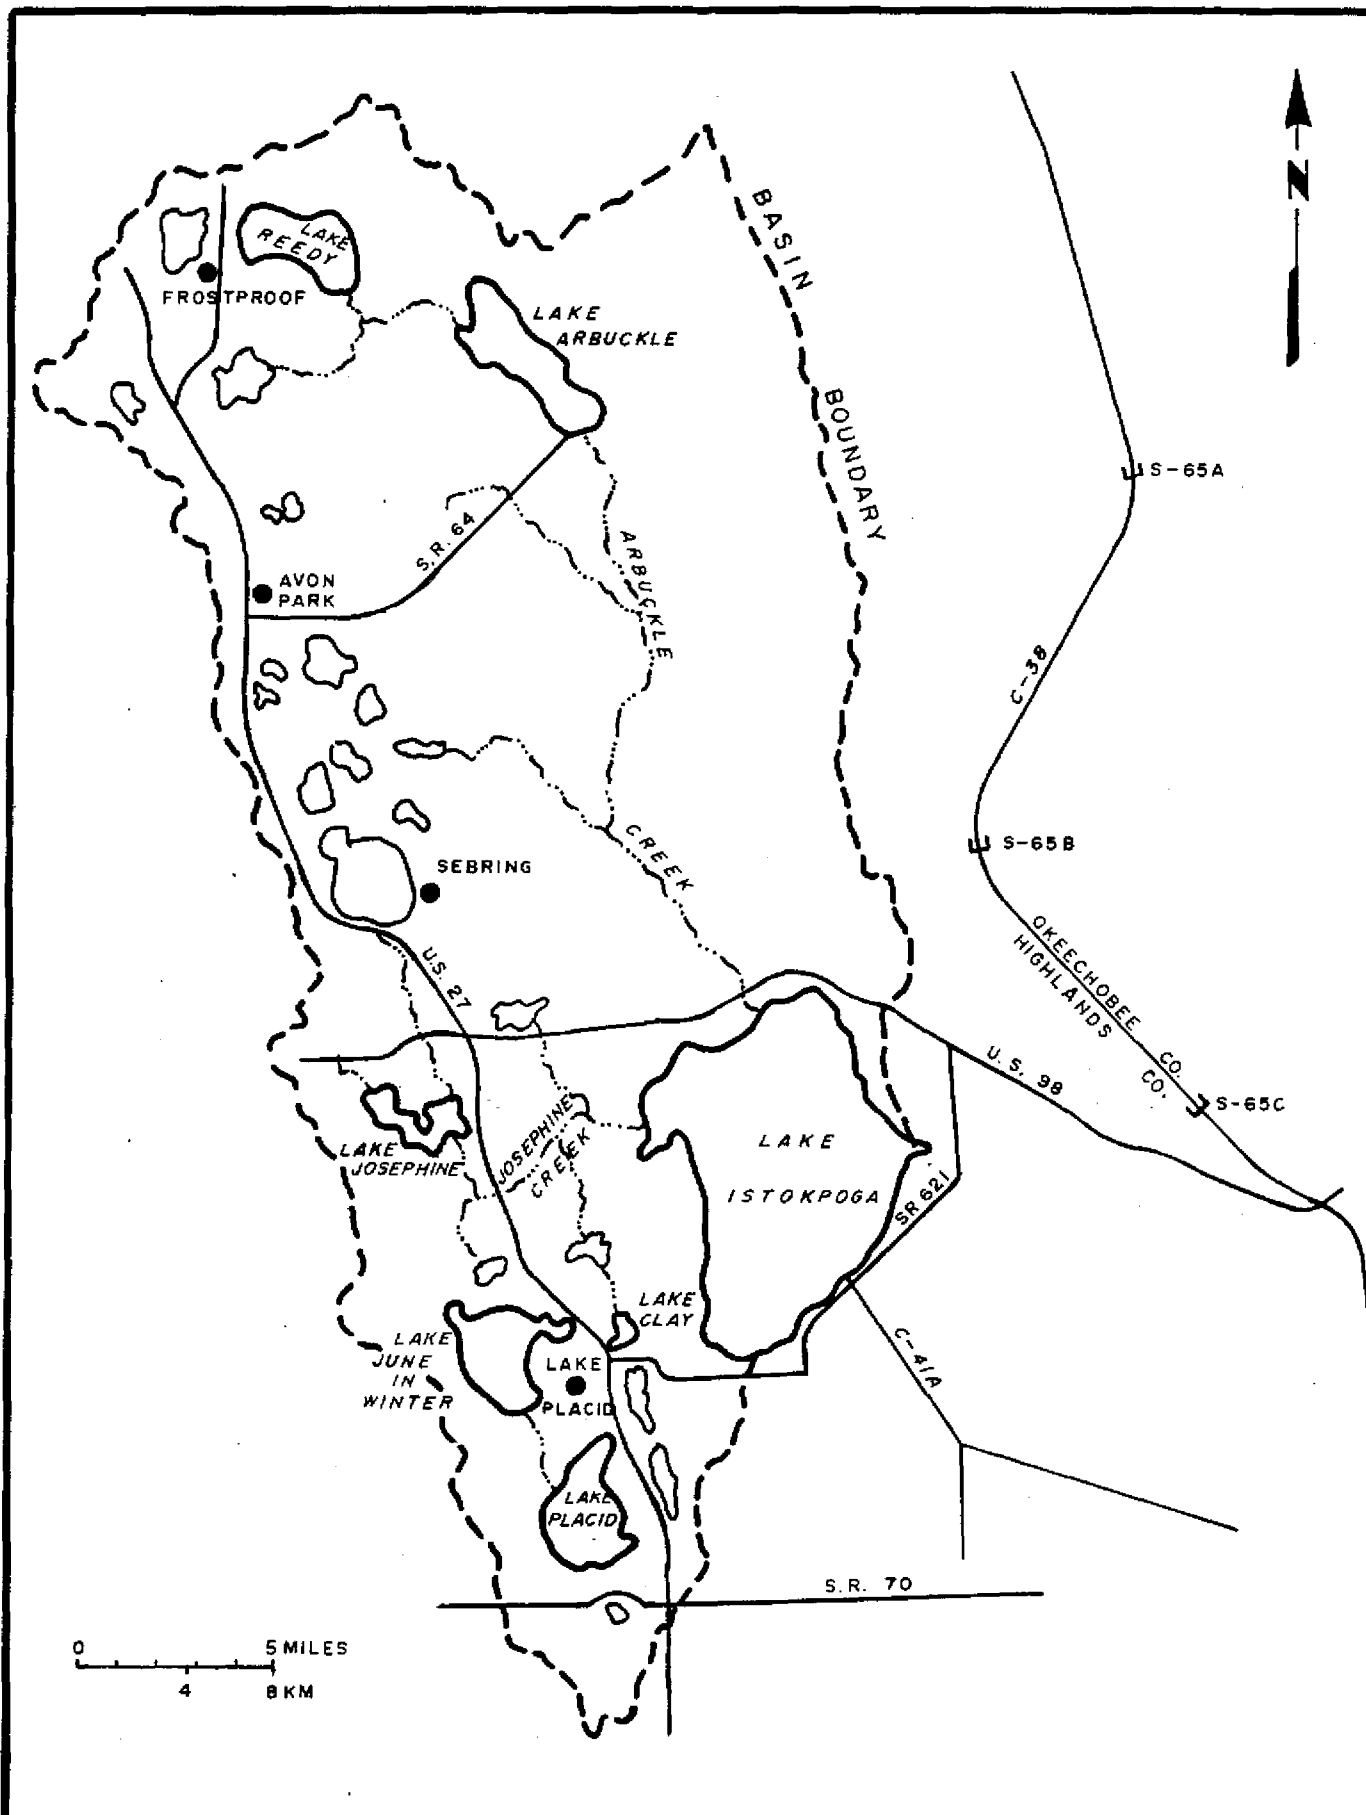 N
BASIN
BOUNDARY
LAKE
REEDY
FROSTPROOF
LAKE
ARBUCKLE
S-65A
S.R. 64
ARBUCKLE
CREEK
AVON
PARK
C-38
S-65B
SEBRING
U.S. 27
OKEECHOBEE CO.
HIGHLANDS CO.
U.S. 98
S-65C
LAKE
JOSEPHINE
JOSEPHINE
CREEK
LAKE
ISTOKPOGA
SR 621
LAKE
CLAY
C-41A
LAKE
JUNE
IN
WINTER
LAKE
PLACID
LAKE
PLACID
S.R. 70
0 5 MILES
4 8 KM